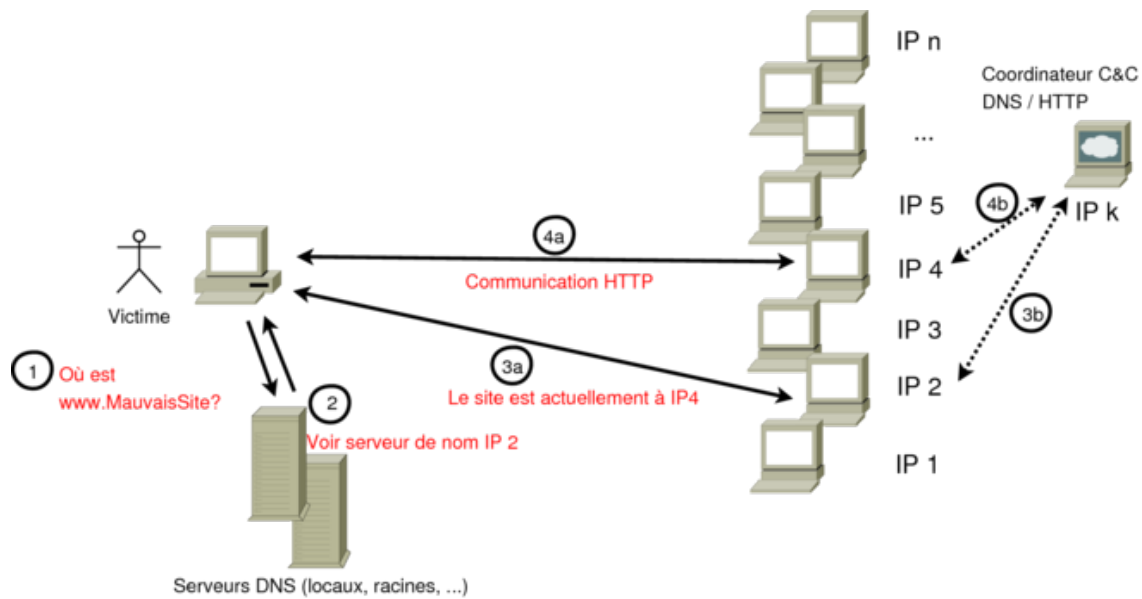 IP n
Coordinateur C&C
DNS / HTTP
...
IP 5
4b
IP k
4a
IP 4
Communication HTTP
Victime
IP 3
3b
1
Où est
www.MauvaisSite?
3a
IP 2
Le site est actuellement à IP4
2
Voir serveur de nom IP 2
IP 1
Serveurs DNS (locaux, racines, ...)